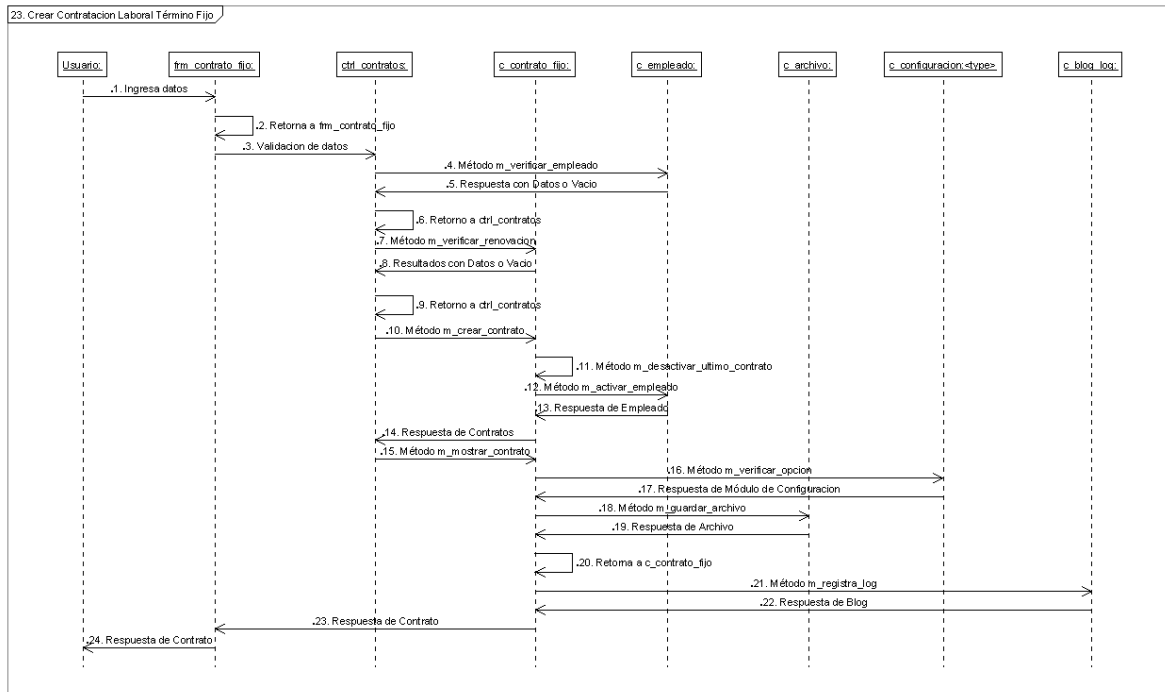 23. Crear Contratacion Laboral Término Fijo
Usuario:
frm_contrato_fijo:
ctrl_contratos:
c_contrato_fijo:
c_empleado:
c_archivo:
c_configuracion:<type>
c_blog_log:
.1. Ingresa datos
.2. Retorna a frm_contrato_fijo
.3. Validacion de datos
.4. Método m_verificar_empleado
.5. Respuesta con Datos o Vacio
.6. Retorno a ctrl_contratos
.7. Método m_verificar_renovacion
.8. Resultados con Datos o Vacio
.9. Retorno a ctrl_contratos
.10. Método m_crear_contrato
.11. Método m_desactivar_ultimo_contrato
.12. Método m_activar_empleado
.13. Respuesta de Empleado
.14. Respuesta de Contratos
.15. Método m_mostrar_contrato
.16. Método m_verificar_opcion
.17. Respuesta de Módulo de Configuracion
.18. Método m_guardar_archivo
.19. Respuesta de Archivo
.20. Retorna a c_contrato_fijo
.21. Método m_registra_log
.22. Respuesta de Blog
.23. Respuesta de Contrato
.24. Respuesta de Contrato